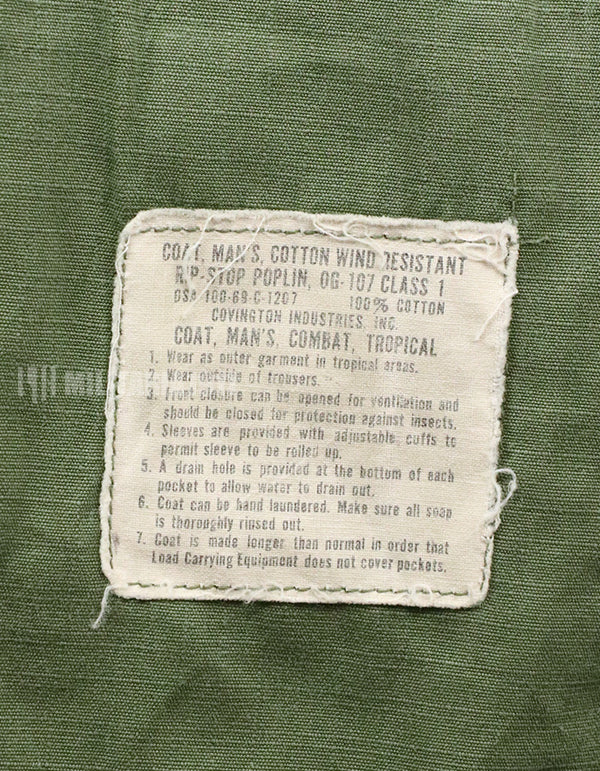 COAT, MAN'S, COTTON WIND RESISTANT
RIP-STOP POPLIN, OG-107 CLASS 1
DSA 100-69-C-1207 100% COTTON
COVINGTON INDUSTRIES, INC.
COAT, MAN'S, COMBAT, TROPICAL
1. Wear as outer garment in tropical areas.
2. Wear outside of trousers.
3. Front closure can be opened for ventilation and
should be closed for protection against insects.
4. Sleeves are provided with adjustable cuffs to
permit sleeve to be rolled up.
5. A drain hole is provided at the bottom of each
pocket to allow water to drain out.
6. Coat can be hand laundered. Make sure all soap
is thoroughly rinsed out.
7. Coat is made longer than normal in order that
Load Carrying Equipment does not cover pockets.